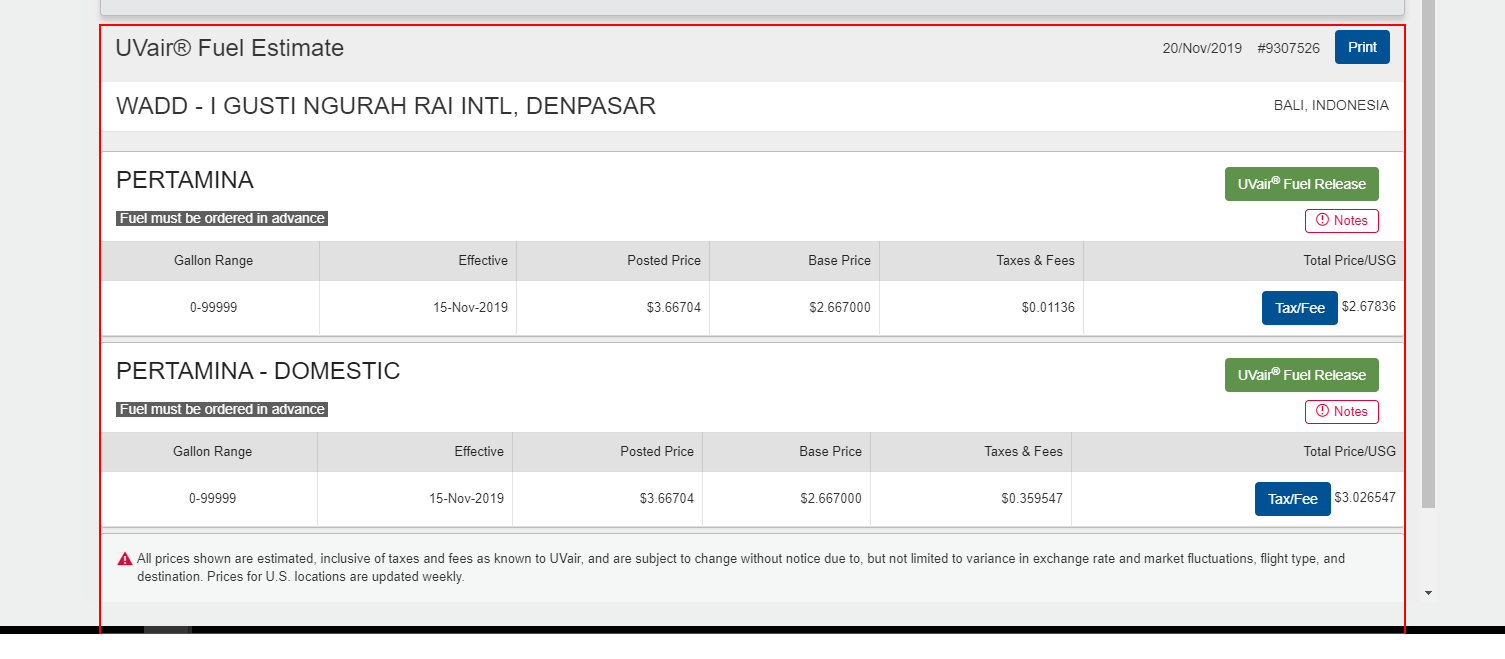 UVair® Fuel Estimate 20/Nov/2019 #9307526 Print
WADD - I GUSTI NGURAH RAI INTL, DENPASAR BALI, INDONESIA
PERTAMINA UVair® Fuel Release
Fuel must be ordered in advance Notes
Gallon Range Effective Posted Price Base Price Taxes & Fees Total Price/USG
0-99999 15-Nov-2019 $3.66704 $2.667000 $0.01136 Tax/Fee $2.67836
PERTAMINA - DOMESTIC UVair® Fuel Release
Fuel must be ordered in advance Notes
Gallon Range Effective Posted Price Base Price Taxes & Fees Total Price/USG
0-99999 15-Nov-2019 $3.66704 $2.667000 $0.359547 Tax/Fee $3.026547
All prices shown are estimated, inclusive of taxes and fees as known to UVair, and are subject to change without notice due to, but not limited to variance in exchange rate and market fluctuations, flight type, and
destination. Prices for U.S. locations are updated weekly.